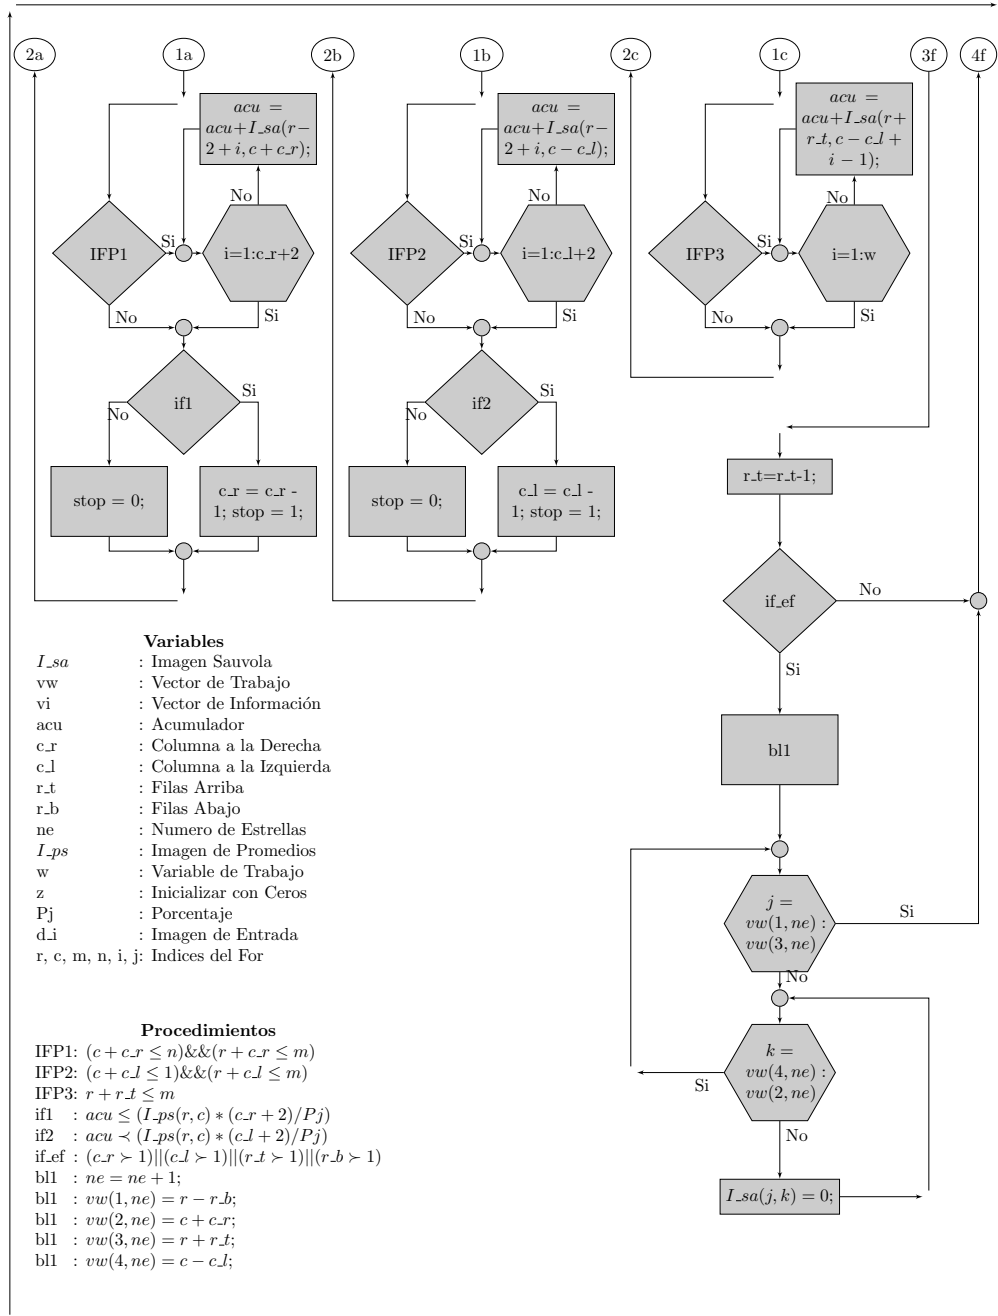 2a
1a
2b
1b
2c
1c
3f
4f
acu =
acu+I_sa(r−
2 + i, c + c_r);
acu =
acu+I_sa(r−
2 + i, c − c_l);
acu =
acu+I_sa(r+
r_t, c − c_l +
i − 1);
No
No
No
IFP1
Si
i=1:c_r+2
IFP2
Si
i=1:c_l+2
IFP3
Si
i=1:w
No
Si
No
Si
No
Si
if1
No
Si
if2
No
Si
stop = 0;
c_r = c_r -
1; stop = 1;
stop = 0;
c_l = c_l -
1; stop = 1;
r_t=r_t-1;
if_ef
No
Si
bl1
j =
vw(1, ne) :
vw(3, ne)
Si
No
k =
vw(4, ne) :
vw(2, ne)
Si
No
I_sa(j, k) = 0;
Variables
I_sa : Imagen Sauvola
vw : Vector de Trabajo
vi : Vector de Información
acu : Acumulador
c_r : Columna a la Derecha
c_l : Columna a la Izquierda
r_t : Filas Arriba
r_b : Filas Abajo
ne : Numero de Estrellas
I_ps : Imagen de Promedios
w : Variable de Trabajo
z : Inicializar con Ceros
Pj : Porcentaje
d_i : Imagen de Entrada
r, c, m, n, i, j: Indices del For
Procedimientos
IFP1: (c + c_r ≤ n)&&(r + c_r ≤ m)
IFP2: (c + c_l ≤ 1)&&(r + c_l ≤ m)
IFP3: r + r_t ≤ m
if1 : acu ≤ (I_ps(r, c) ∗ (c_r + 2)/Pj)
if2 : acu ≺ (I_ps(r, c) ∗ (c_l + 2)/Pj)
if_ef : (c_r ≻ 1)||(c_l ≻ 1)||(r_t ≻ 1)||(r_b ≻ 1)
bl1 : ne = ne + 1;
bl1 : vw(1, ne) = r − r_b;
bl1 : vw(2, ne) = c + c_r;
bl1 : vw(3, ne) = r + r_t;
bl1 : vw(4, ne) = c − c_l;